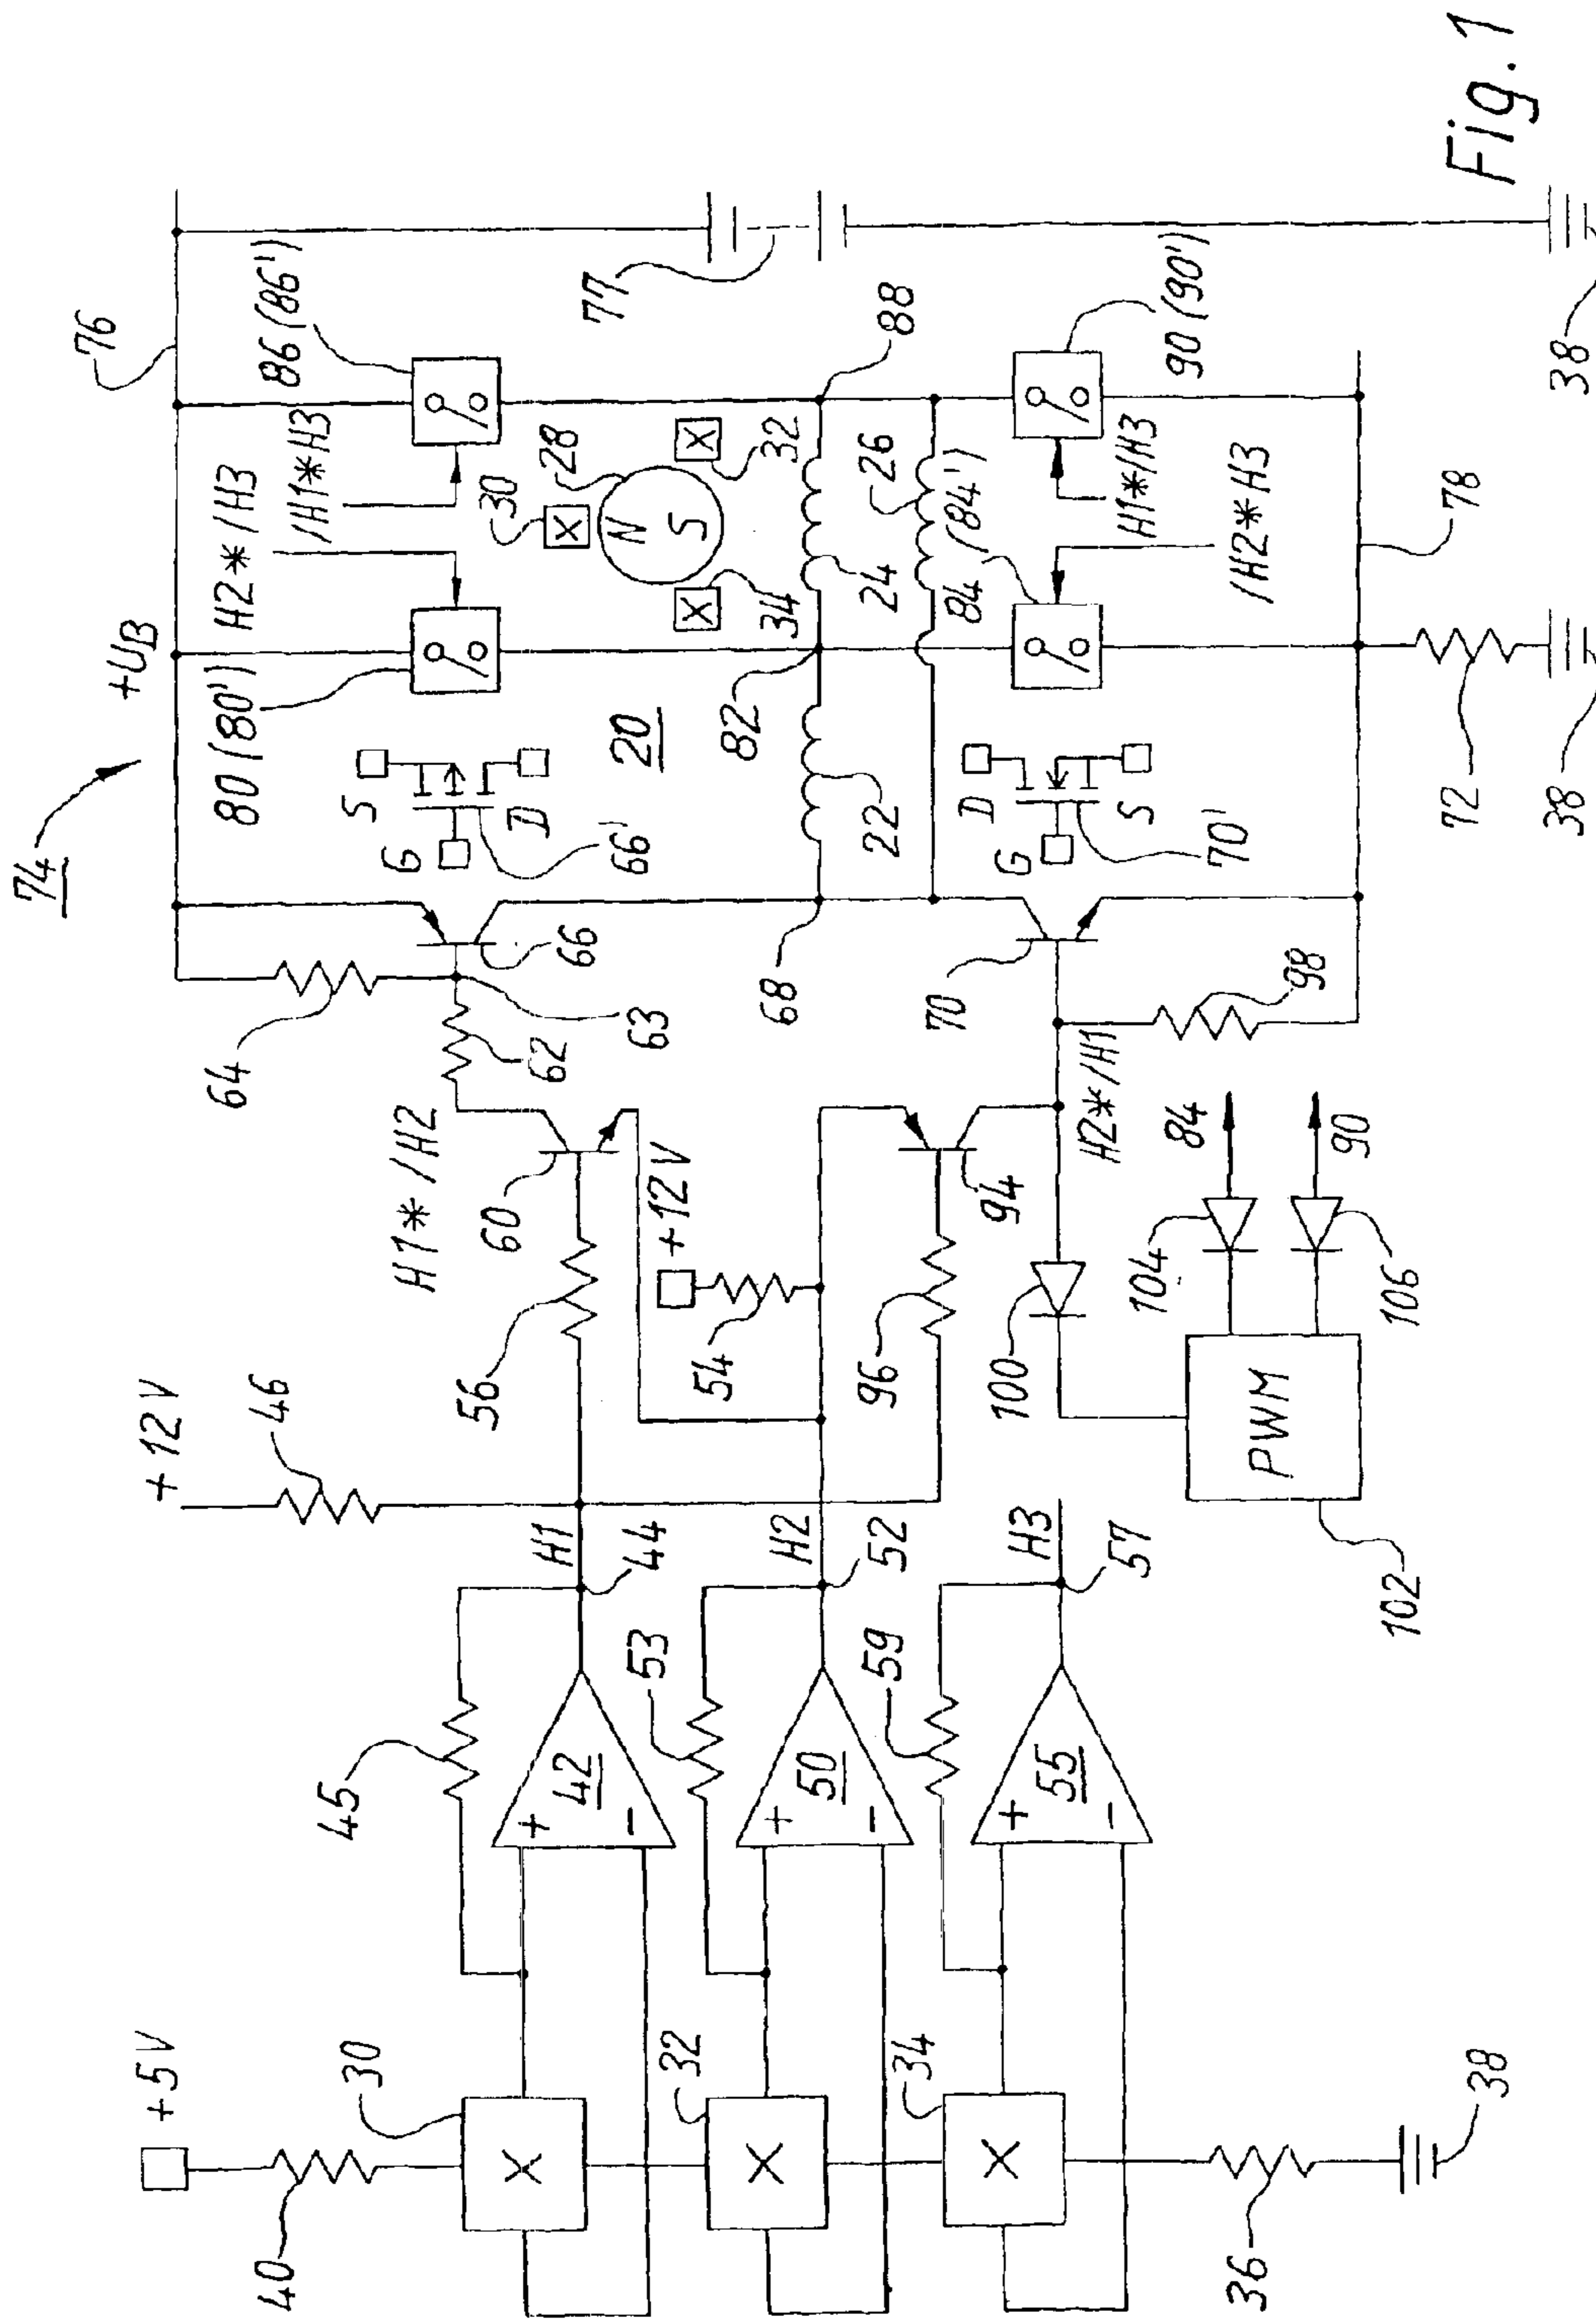 Fig. 1
74
+UB
76
80 (80')
H2*/H3
/H1*H3
86 (86')
64
S
G
D
66'
66
20
30
28
N
S
X
X
X
34
32
77
62
63
68
82
22
24
26
88
H1*/H2
60
+12V
54
56
+12V
46
70
D
G
S
70'
84 (84')
90 (90')
H1*/H3
/H2*H3
78
72
38
38
98
94
96
H2*/H1
100
84
90
104
106
PWM
102
H1
44
H2
52
H3
57
45
+
42
−
53
+
50
−
59
+
55
−
+5V
40
30
X
32
X
34
X
36
38